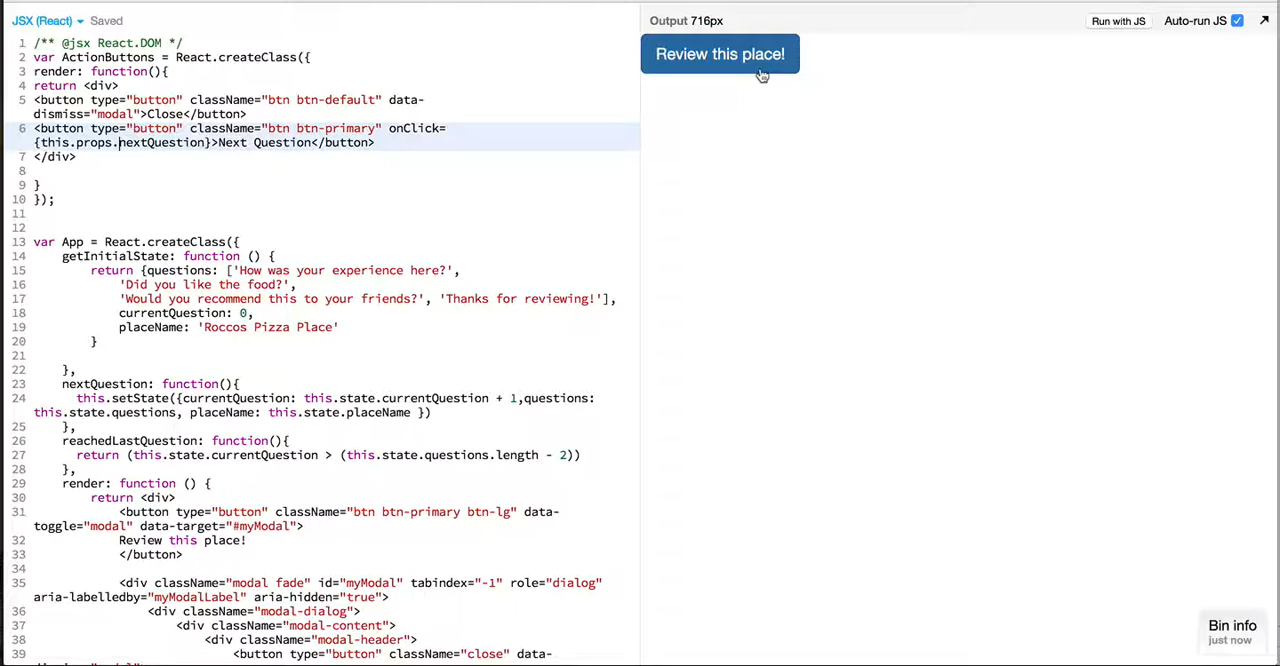 JSX (React) Saved
Output 716px
Run with JS
Auto-run JS
1 /** @jsx React.DOM */
2 var ActionButtons = React.createClass({
3 render: function(){
4 return <div>
5 <button type="button" className="btn btn-default" data-
dismiss="modal">Close</button>
6 <button type="button" className="btn btn-primary" onClick=
{this.props.nextQuestion}>Next Question</button>
7 </div>
8
9 }
10 });
11
12
13 var App = React.createClass({
14 getInitialState: function () {
15 return {questions: ['How was your experience here?',
16 'Did you like the food?',
17 'Would you recommend this to your friends?', 'Thanks for reviewing!'],
18 currentQuestion: 0,
19 placeName: 'Roccos Pizza Place'
20 }
21
22 },
23 nextQuestion: function(){
24 this.setState({currentQuestion: this.state.currentQuestion + 1,questions:
this.state.questions, placeName: this.state.placeName })
25 },
26 reachedLastQuestion: function(){
27 return (this.state.currentQuestion > (this.state.questions.length - 2))
28 },
29 render: function () {
30 return <div>
31 <button type="button" className="btn btn-primary btn-lg" data-
toggle="modal" data-target="#myModal">
32 Review this place!
33 </button>
34
35 <div className="modal fade" id="myModal" tabindex="-1" role="dialog"
aria-labelledby="myModalLabel" aria-hidden="true">
36 <div className="modal-dialog">
37 <div className="modal-content">
38 <div className="modal-header">
39 <button type="button" className="close" data-
Review this place!
Bin info
just now